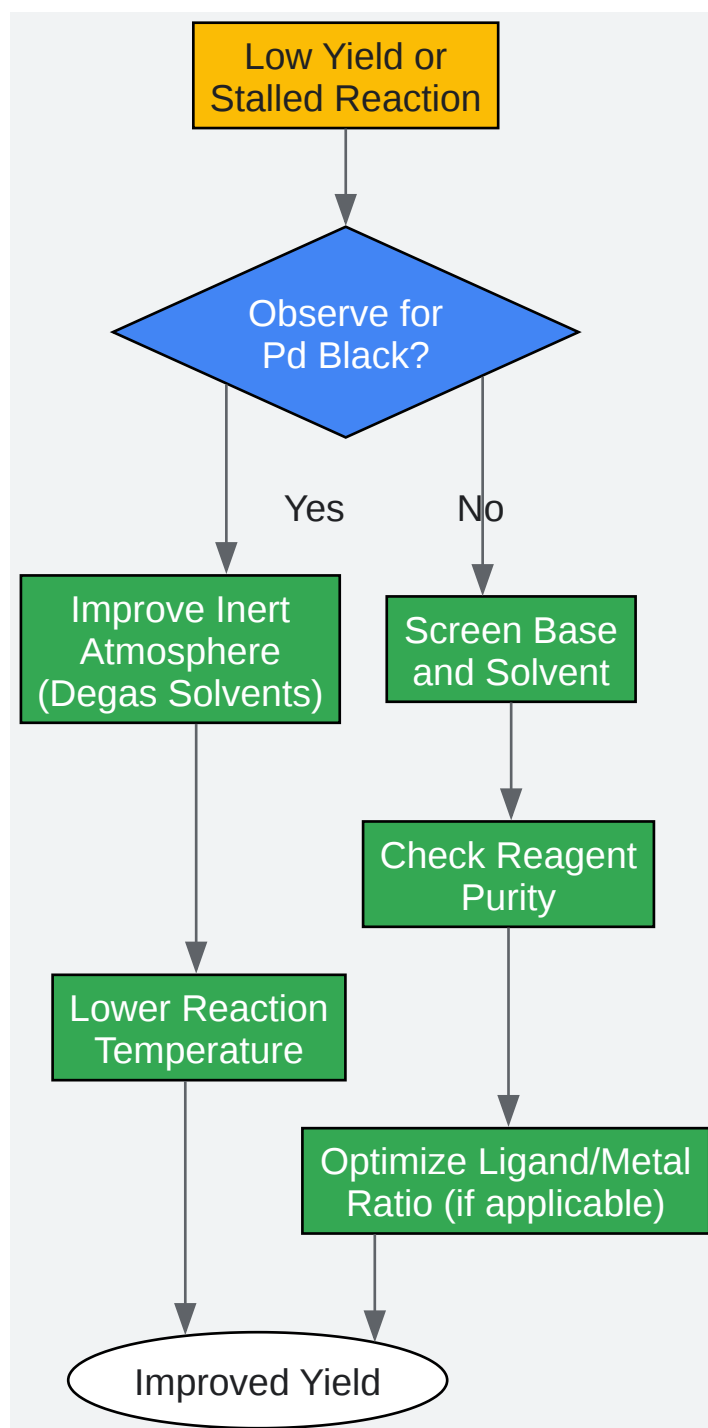 Low Yield or
Stalled Reaction
Observe for
Pd Black?
Yes
No
Improve Inert
Atmosphere
(Degas Solvents)
Screen Base
and Solvent
Check Reagent
Purity
Lower Reaction
Temperature
Optimize Ligand/Metal
Ratio (if applicable)
Improved Yield